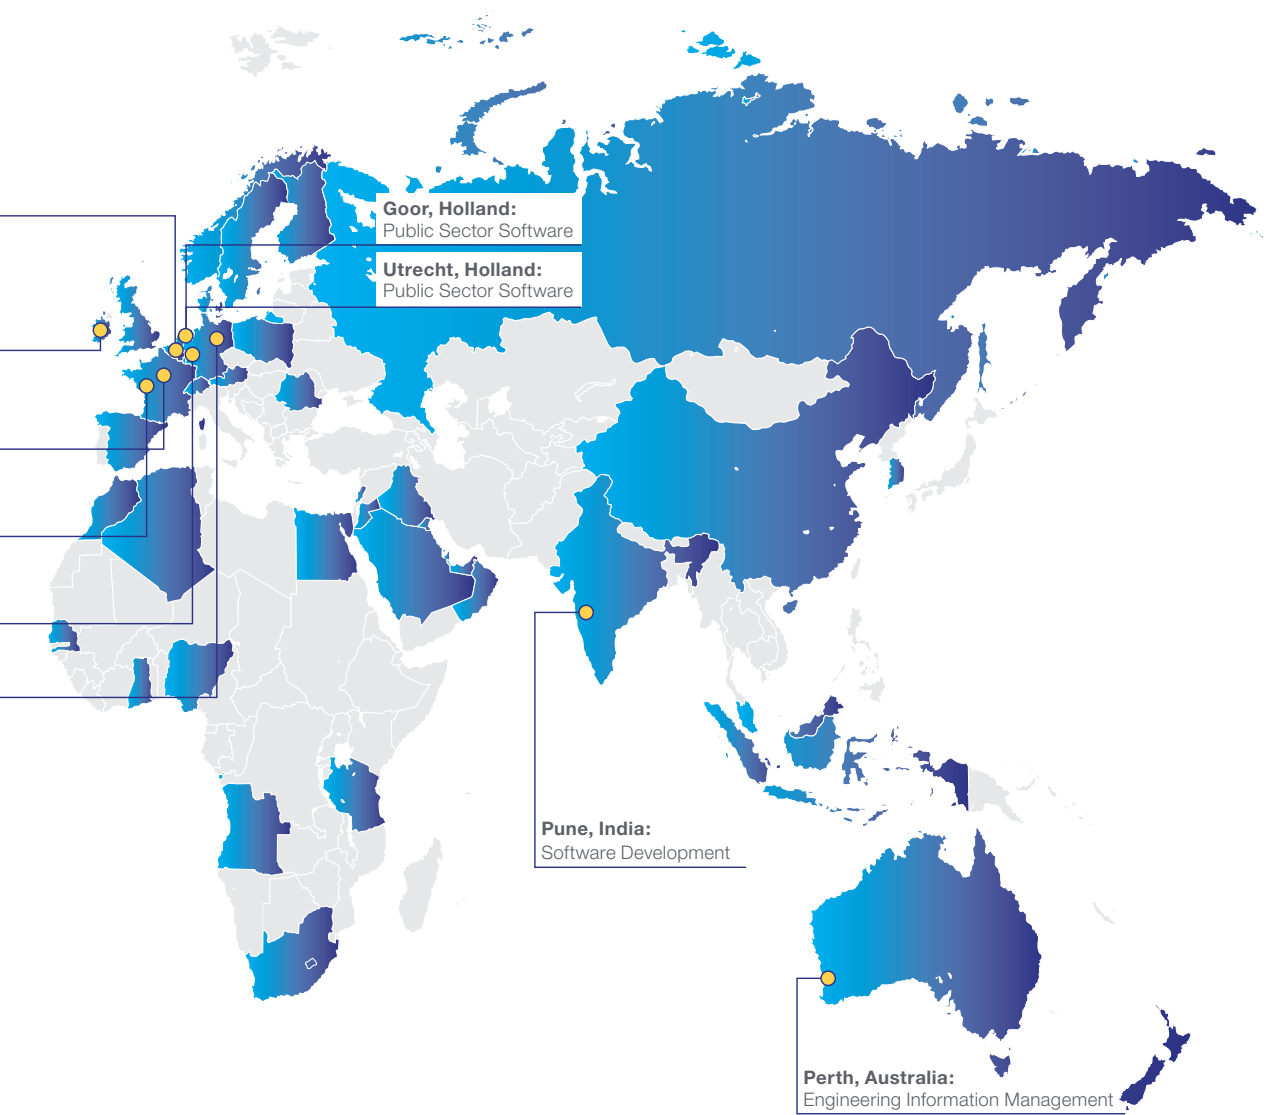 Goor, Holland:
Public Sector Software
Utrecht, Holland:
Public Sector Software
Pune, India:
Software Development
Perth, Australia:
Engineering Information Management